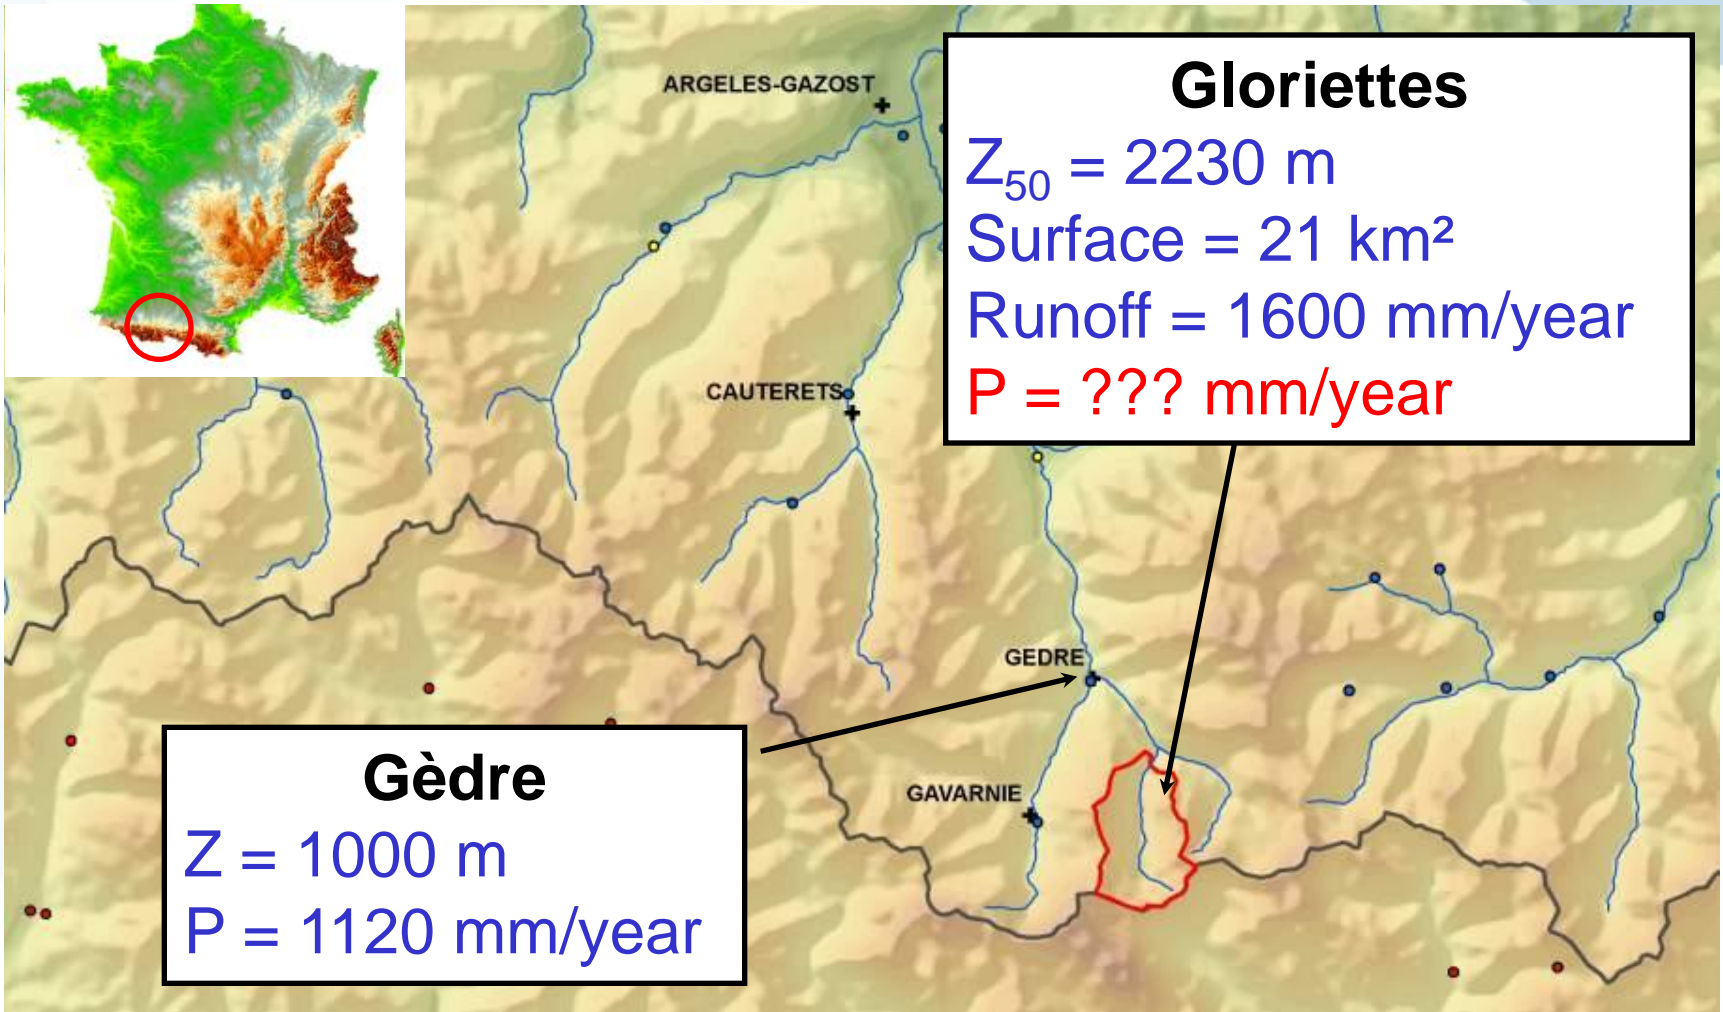 ARGELES-GAZOST
Gloriettes
Z50 = 2230 m
Surface = 21 km²
Runoff = 1600 mm/year
P = ??? mm/year
CAUTERETS
GEDRE
Gèdre
Z = 1000 m
P = 1120 mm/year
GAVARNIE